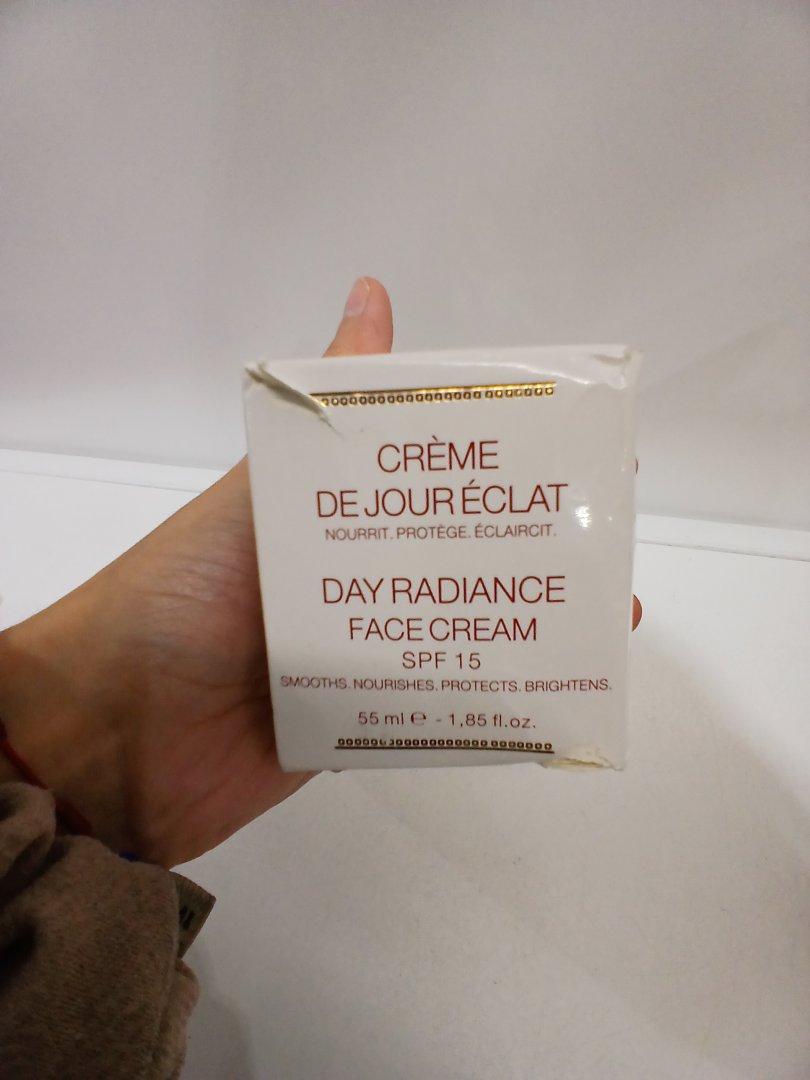 CRÈME
DE JOUR ÉCLAT
NOURRIT. PROTÈGE. ÉCLAIRCIT.
DAY RADIANCE
FACE CREAM
SPF 15
SMOOTHS. NOURISHES. PROTECTS. BRIGHTENS.
55 ml ℮ - 1,85 fl.oz.